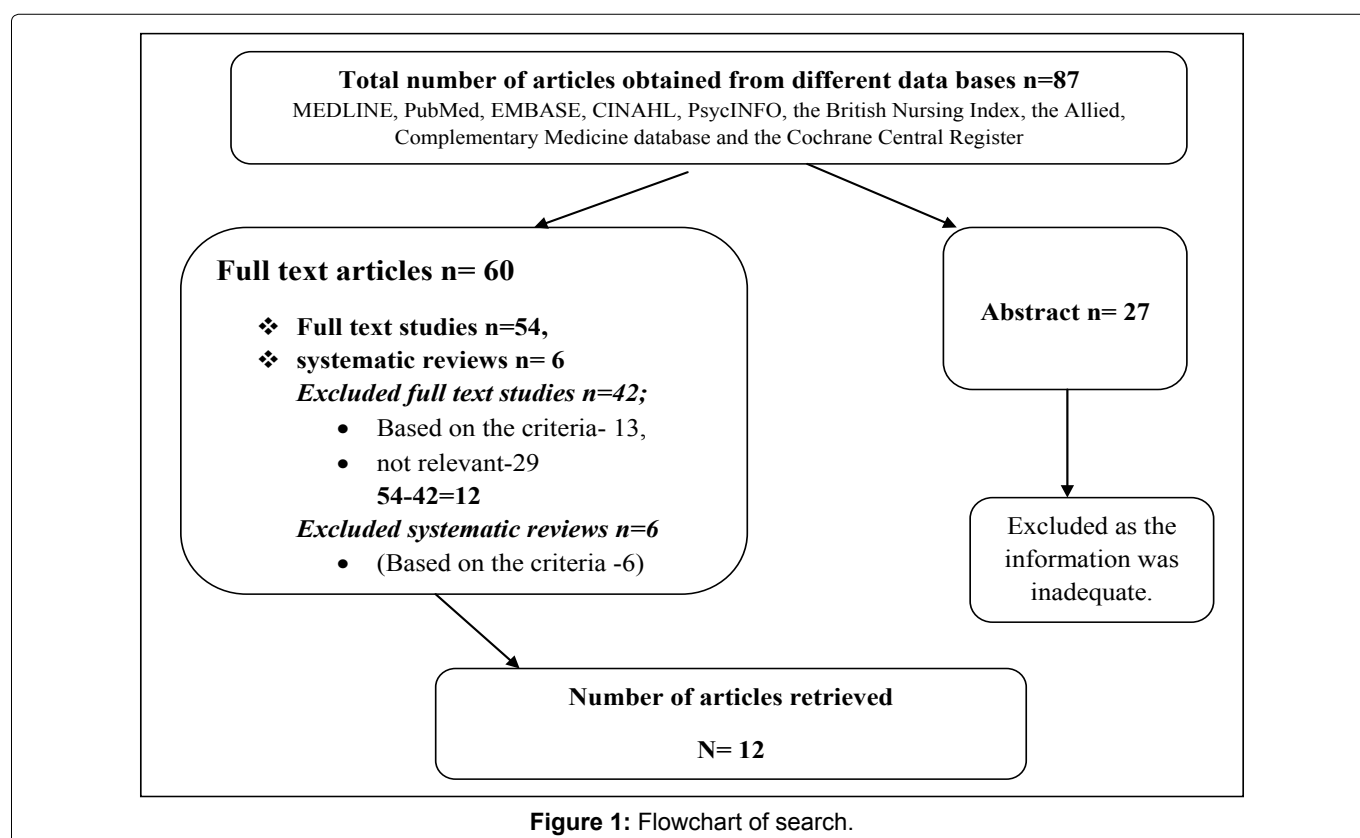 Total number of articles obtained from different data bases n=87
MEDLINE, PubMed, EMBASE, CINAHL, PsycINFO, the British Nursing Index, the Allied,
Complementary Medicine database and the Cochrane Central Register
Full text articles n= 60
❖ Full text studies n=54,
❖ systematic reviews n= 6
Excluded full text studies n=42;
• Based on the criteria- 13,
• not relevant-29
54-42=12
Excluded systematic reviews n=6
• (Based on the criteria -6)
Abstract n= 27
Excluded as the
information was
inadequate.
Number of articles retrieved
N= 12
Figure 1: Flowchart of search.